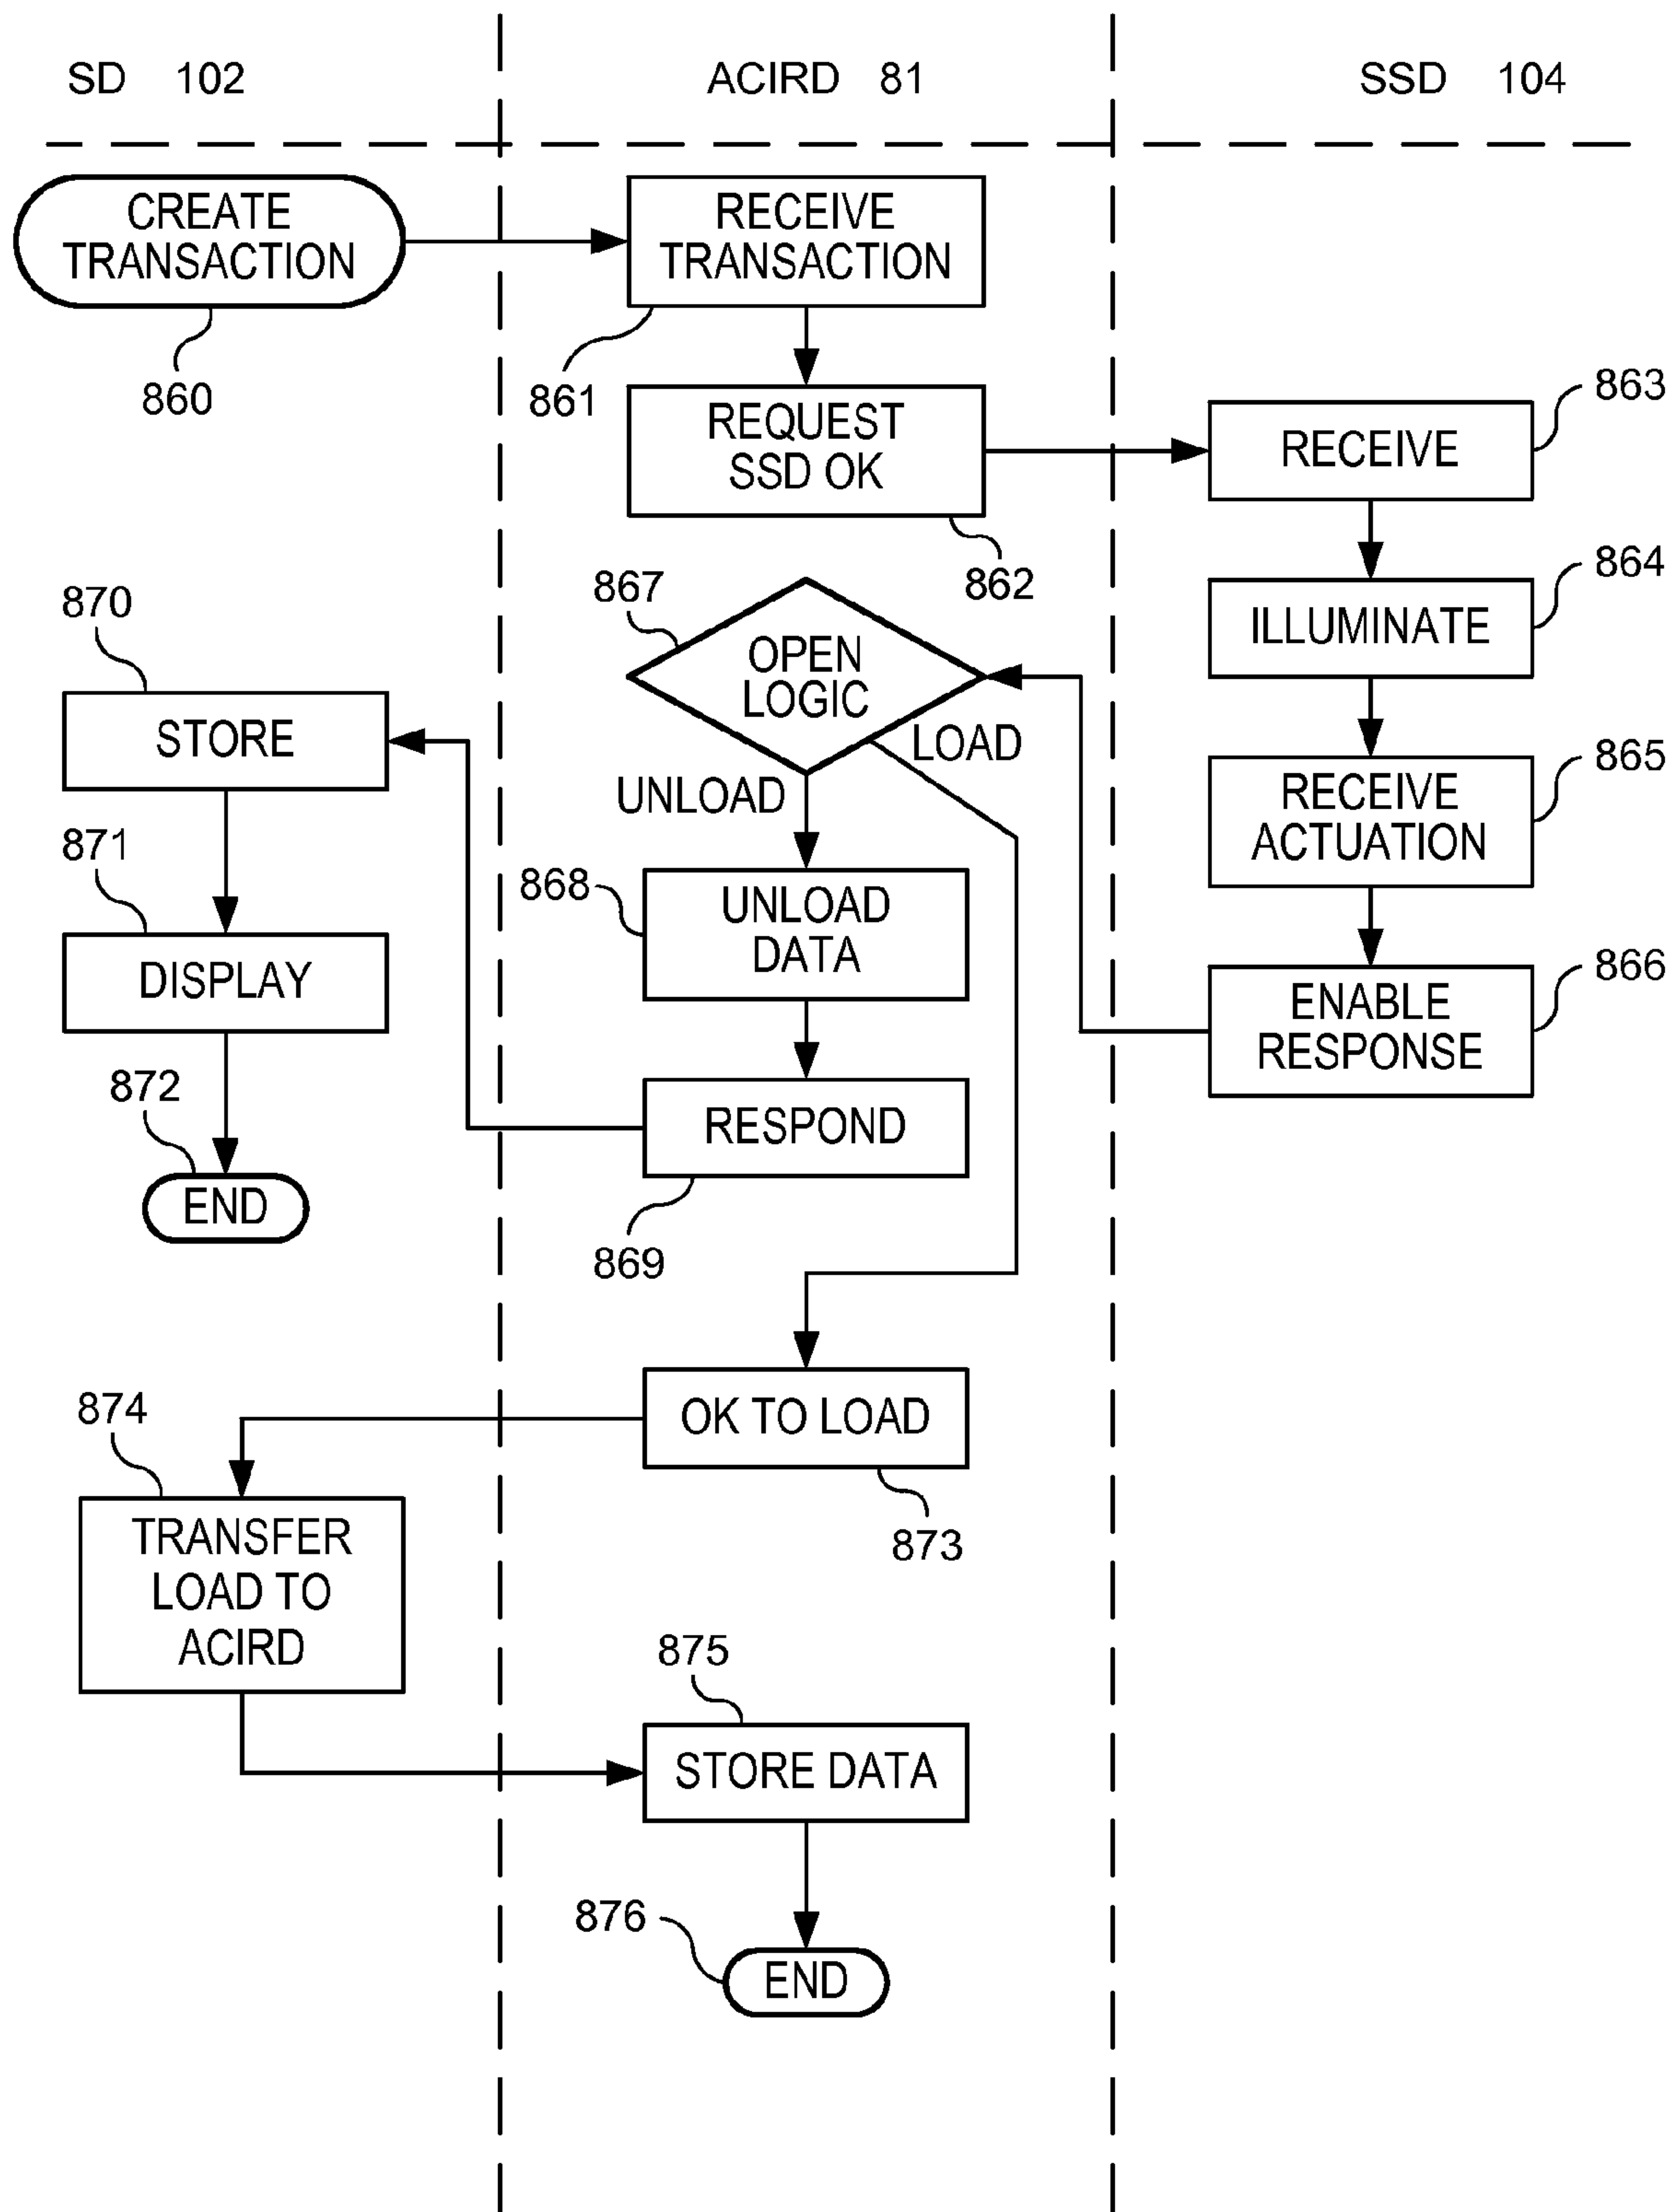 SD 102
ACIRD 81
SSD 104
CREATE
TRANSACTION
860
RECEIVE
TRANSACTION
861
REQUEST
SSD OK
862
863
RECEIVE
864
ILLUMINATE
865
RECEIVE
ACTUATION
866
ENABLE
RESPONSE
867
OPEN
LOGIC
LOAD
UNLOAD
868
UNLOAD
DATA
RESPOND
869
870
STORE
871
DISPLAY
872
END
OK TO LOAD
873
874
TRANSFER
LOAD TO
ACIRD
875
STORE DATA
876
END